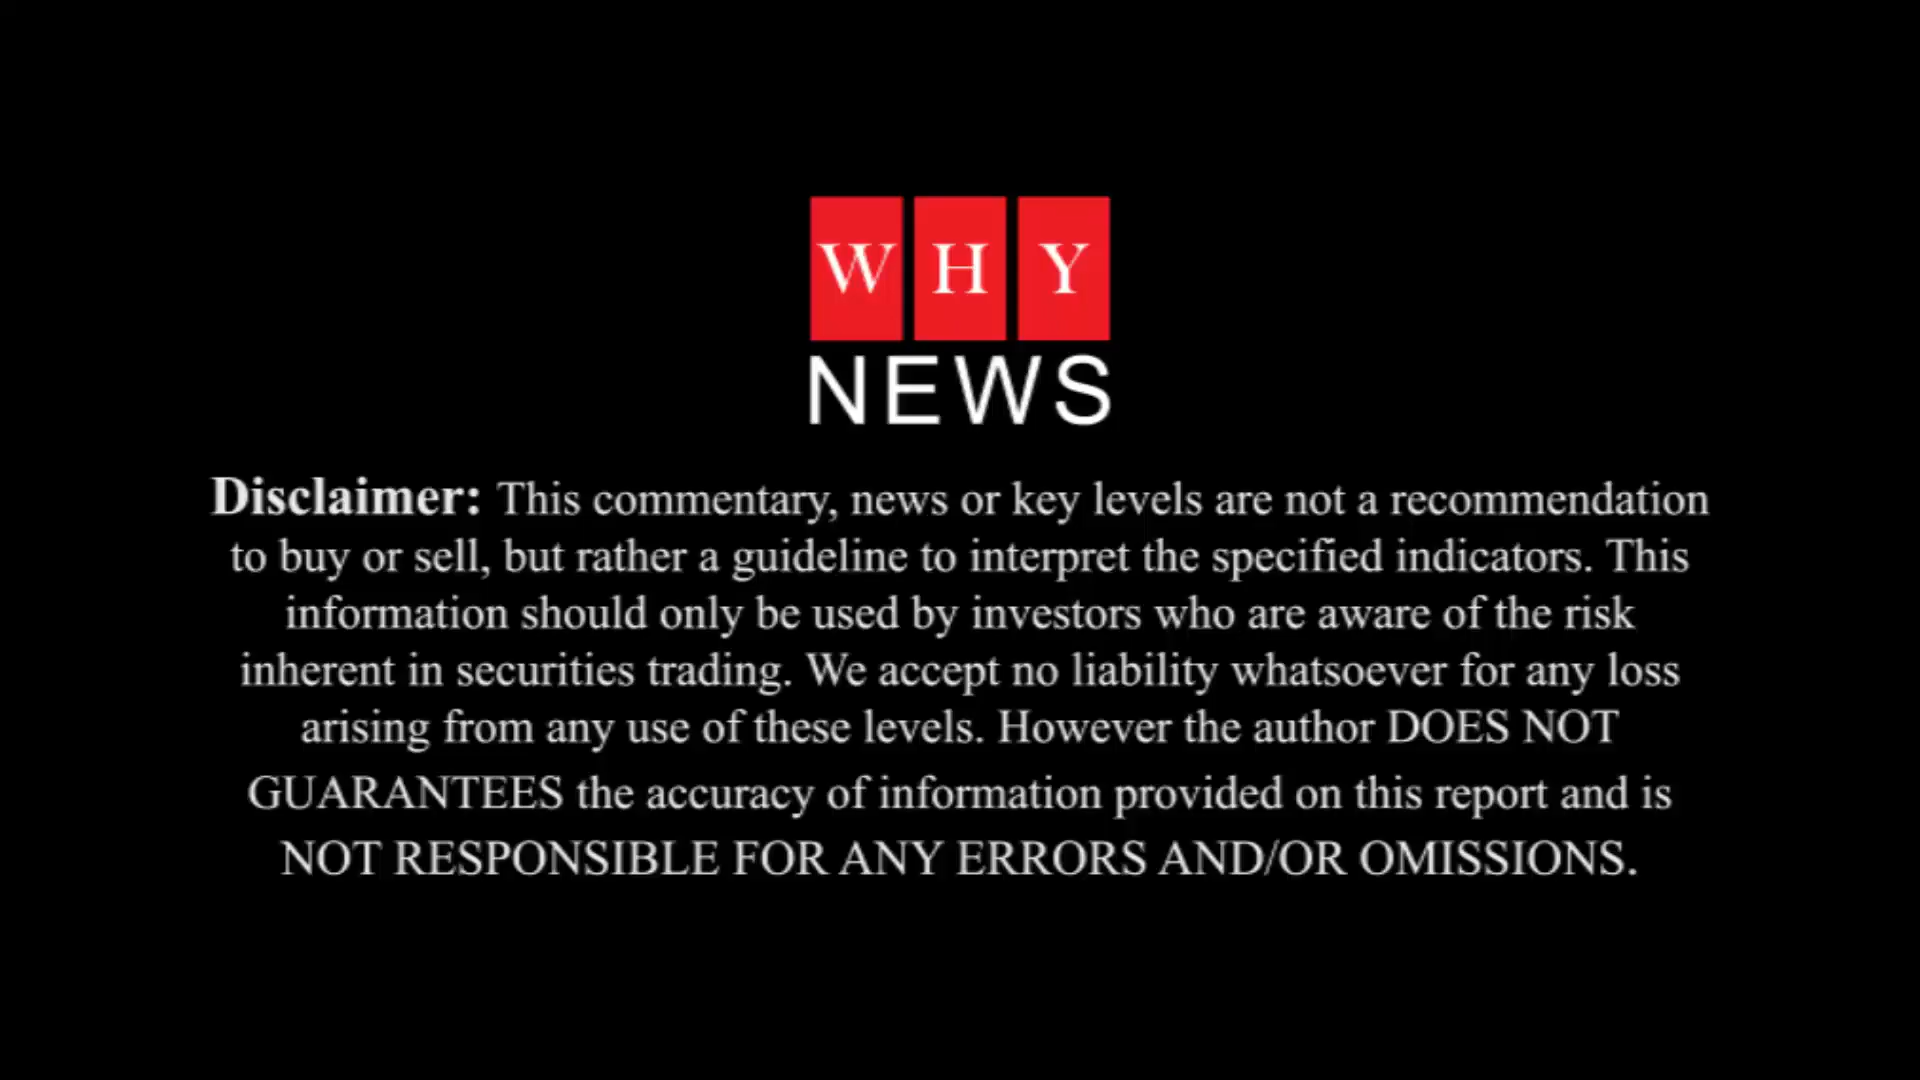 W H Y
NEWS
Disclaimer: This commentary, news or key levels are not a recommendation
to buy or sell, but rather a guideline to interpret the specified indicators. This
information should only be used by investors who are aware of the risk
inherent in securities trading. We accept no liability whatsoever for any loss
arising from any use of these levels. However the author DOES NOT
GUARANTEES the accuracy of information provided on this report and is
NOT RESPONSIBLE FOR ANY ERRORS AND/OR OMISSIONS.